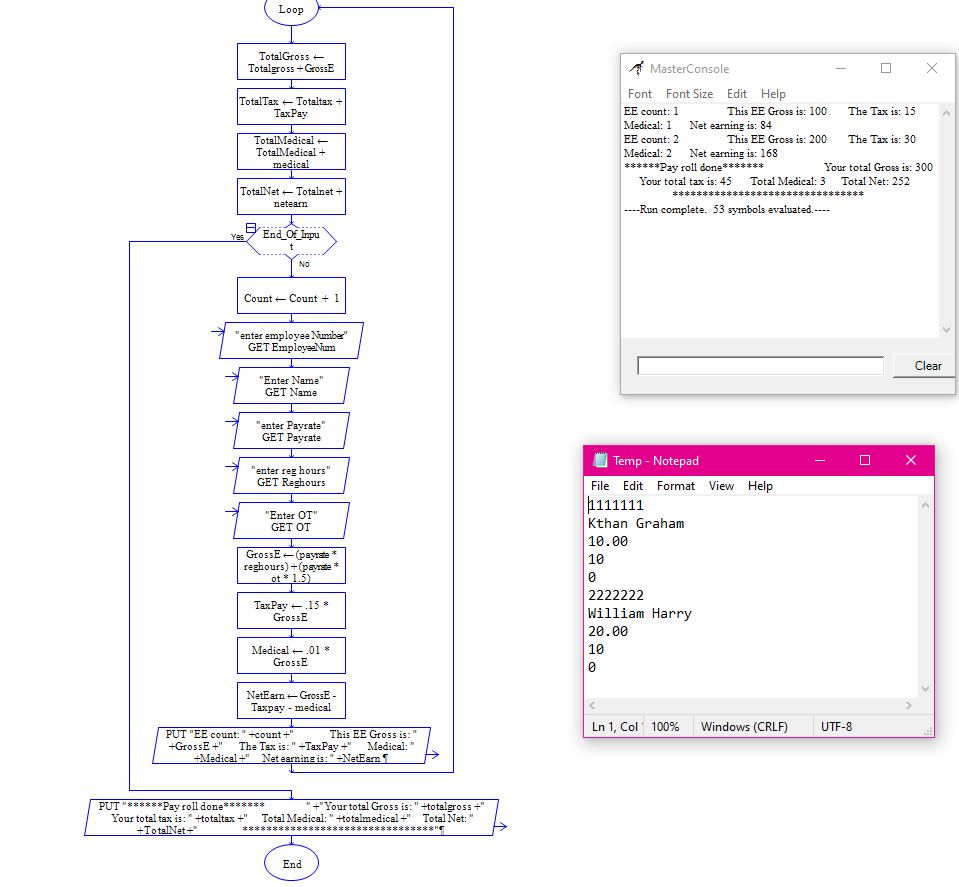 Loop
TotalGross ←
Totalgross + GrossE
TotalTax ← Totaltax +
TaxPay
TotalMedical ←
TotalMedical +
medical
TotalNet ← Totalnet +
netearn
Yes
End_Of_Inpu
t
No
Count ← Count + 1
"enter employee Number"
GET EmployeeNum
"Enter Name"
GET Name
"enter Payrate"
GET Payrate
"enter reg hours"
GET Reghours
"Enter OT"
GET OT
GrossE ← (payrate *
reghours) + (payrate *
ot * 1.5)
TaxPay ← .15 *
GrossE
Medical ← .01 *
GrossE
NetEarn ← GrossE -
Taxpay - medical
PUT "EE count: " +count +" This EE Gross is: "
+GrossE +" The Tax is: " +TaxPay +" Medical: "
+Medical +" Net earning is: " +NetEarn ¶
PUT "******Pay roll done******* " +"Your total Gross is: " +totalgross +"
Your total tax is: " +totaltax +" Total Medical: " +totalmedical +" Total Net: "
+TotalNet +" ********************************"¶
End
MasterConsole
Font Font Size Edit Help
EE count: 1 This EE Gross is: 100 The Tax is: 15
Medical: 1 Net earning is: 84
EE count: 2 This EE Gross is: 200 The Tax is: 30
Medical: 2 Net earning is: 168
******Pay roll done******* Your total Gross is: 300
Your total tax is: 45 Total Medical: 3 Total Net: 252
********************************
----Run complete. 53 symbols evaluated.----
Clear
Temp - Notepad
File Edit Format View Help
1111111
Kthan Graham
10.00
10
0
2222222
William Harry
20.00
10
0
Ln 1, Col 100% Windows (CRLF) UTF-8